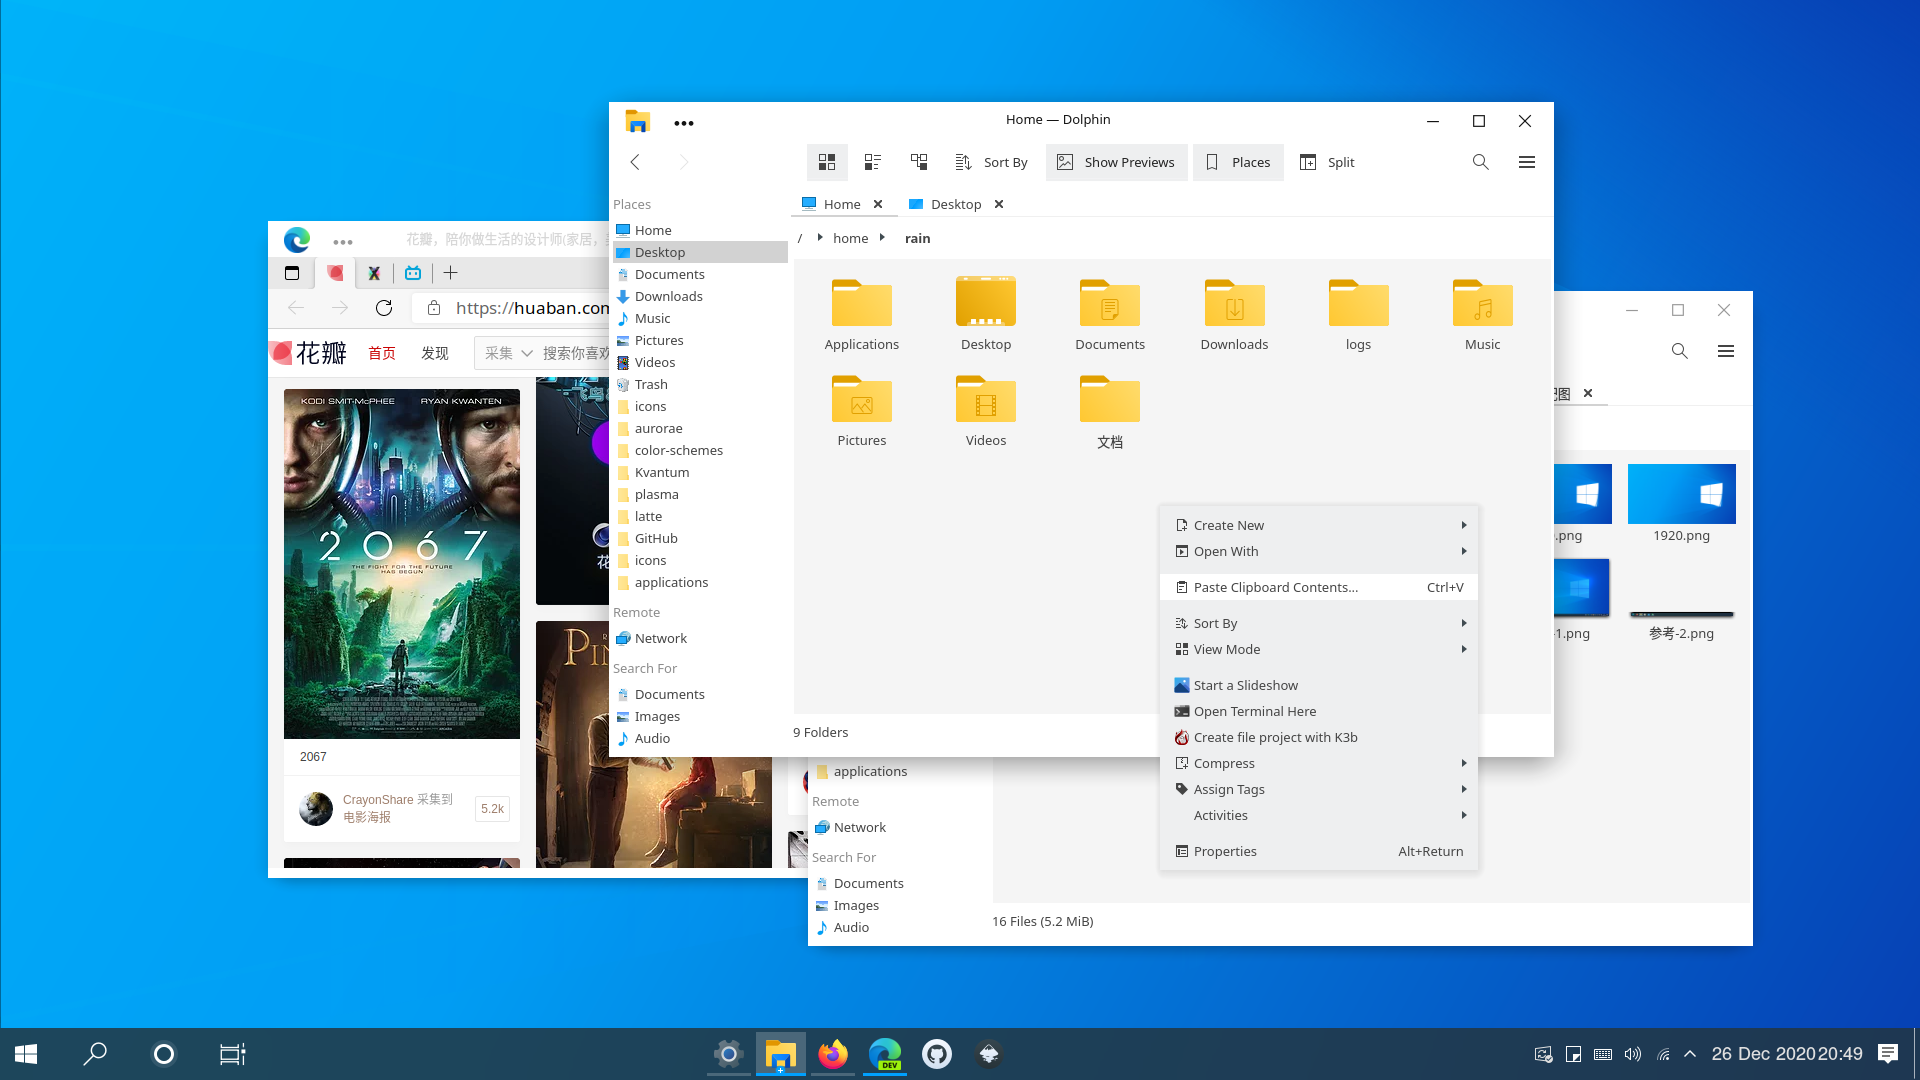 Home — Dolphin
Sort By
Show Previews
Places
Split
Places
Home
Desktop
Documents
Downloads
Music
Pictures
Videos
Trash
icons
aurorae
color-schemes
Kvantum
plasma
latte
GitHub
icons
applications
Remote
Network
Search For
Documents
Images
Audio
Home
Desktop
/ home rain
Applications
Desktop
Documents
Downloads
logs
Music
Pictures
Videos
文档
9 Folders
Create New
Open With
Paste Clipboard Contents... Ctrl+V
Sort By
View Mode
Start a Slideshow
Open Terminal Here
Create file project with K3b
Compress
Assign Tags
Activities
Properties Alt+Return
花瓣，陪你做生活的设计师(家居，
https://huaban.com
花瓣 首页 发现 采集 搜索你喜欢
KODI SMIT-MCPHEE RYAN KWANTEN
2067
THE FIGHT FOR THE FUTURE
HAS BEGUN
2067
CrayonShare 采集到
电影海报
5.2k
花
PIN
.png
1920.png
-1.png
参考-2.png
applications
Remote
Network
Search For
Documents
Images
Audio
16 Files (5.2 MiB)
DEV
26 Dec 2020 20:49